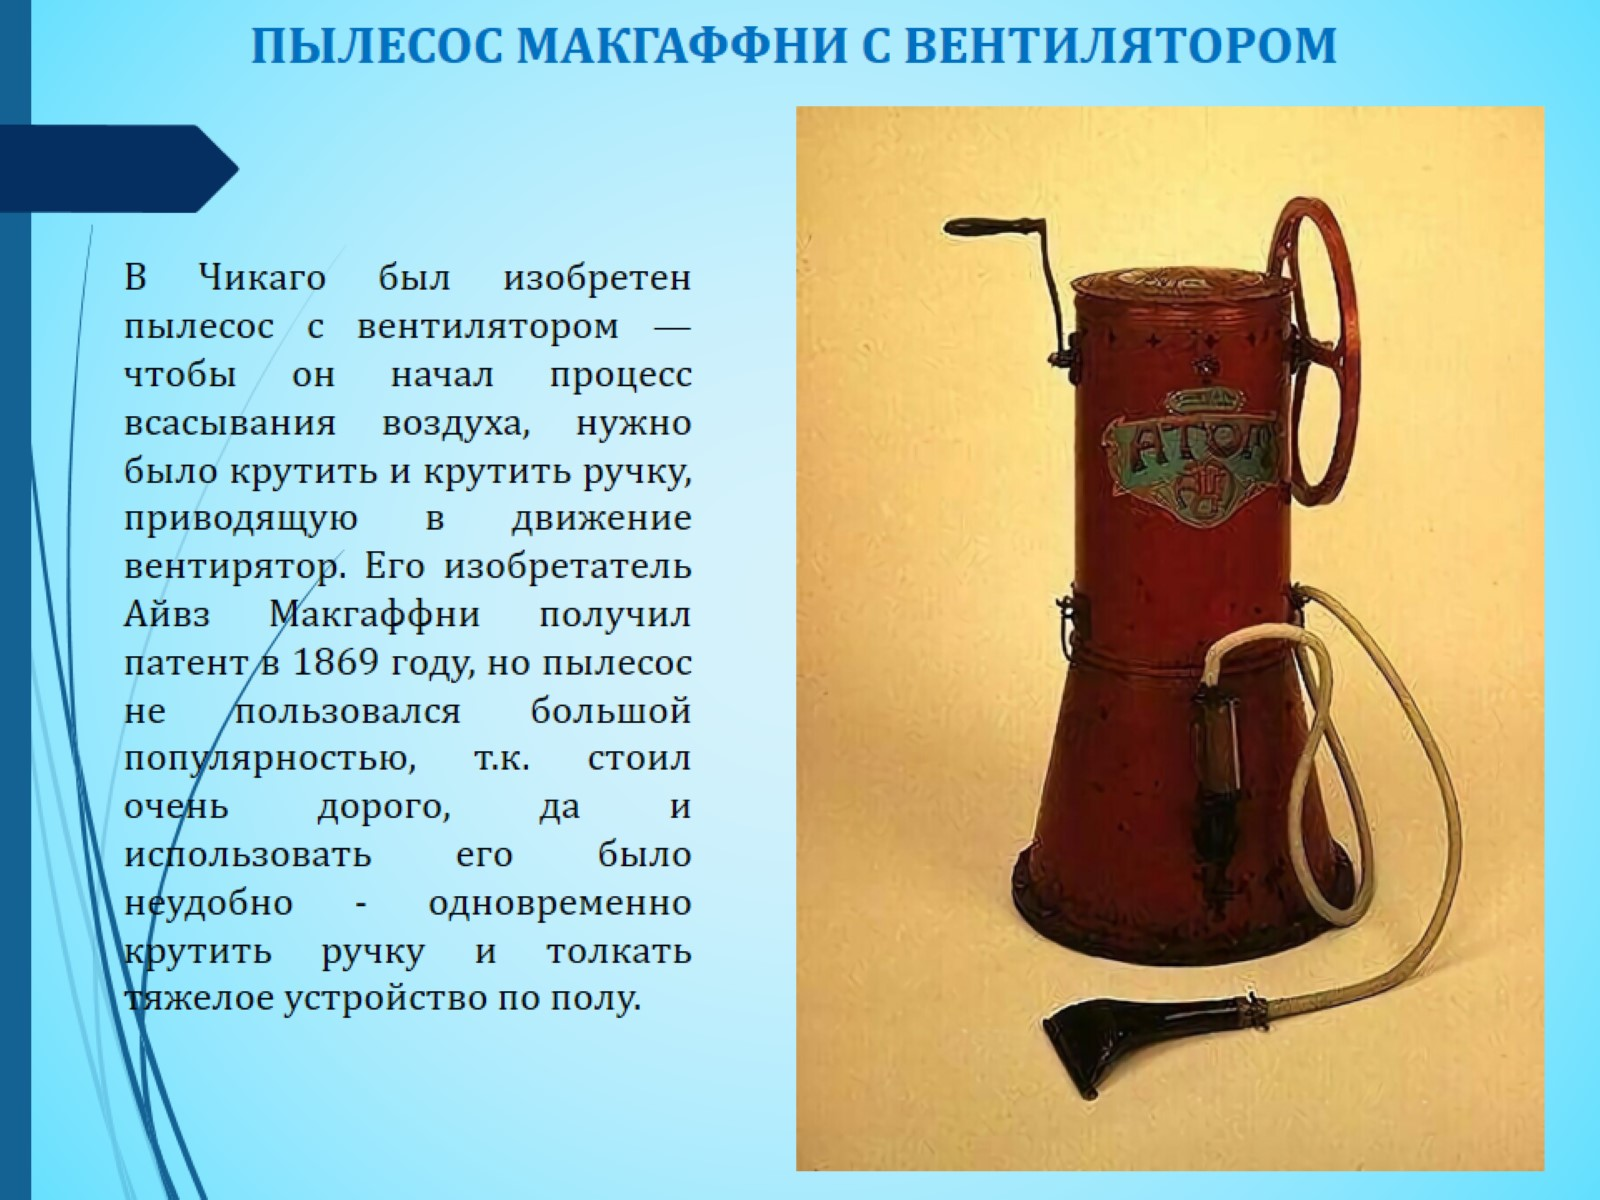 ПЫЛЕСОС МАКГАФФНИ С ВЕНТИЛЯТОРОМ
В Чикаго был изобретен
пылесос с вентилятором —
чтобы он начал процесс
всасывания воздуха, нужно
было крутить и крутить ручку,
приводящую в движение
вентирятор. Его изобретатель
Айвз Макгаффни получил
патент в 1869 году, но пылесос
не пользовался большой
популярностью, т.к. стоил
очень дорого, да и
использовать его было
неудобно - одновременно
крутить ручку и толкать
тяжелое устройство по полу.
ATOM